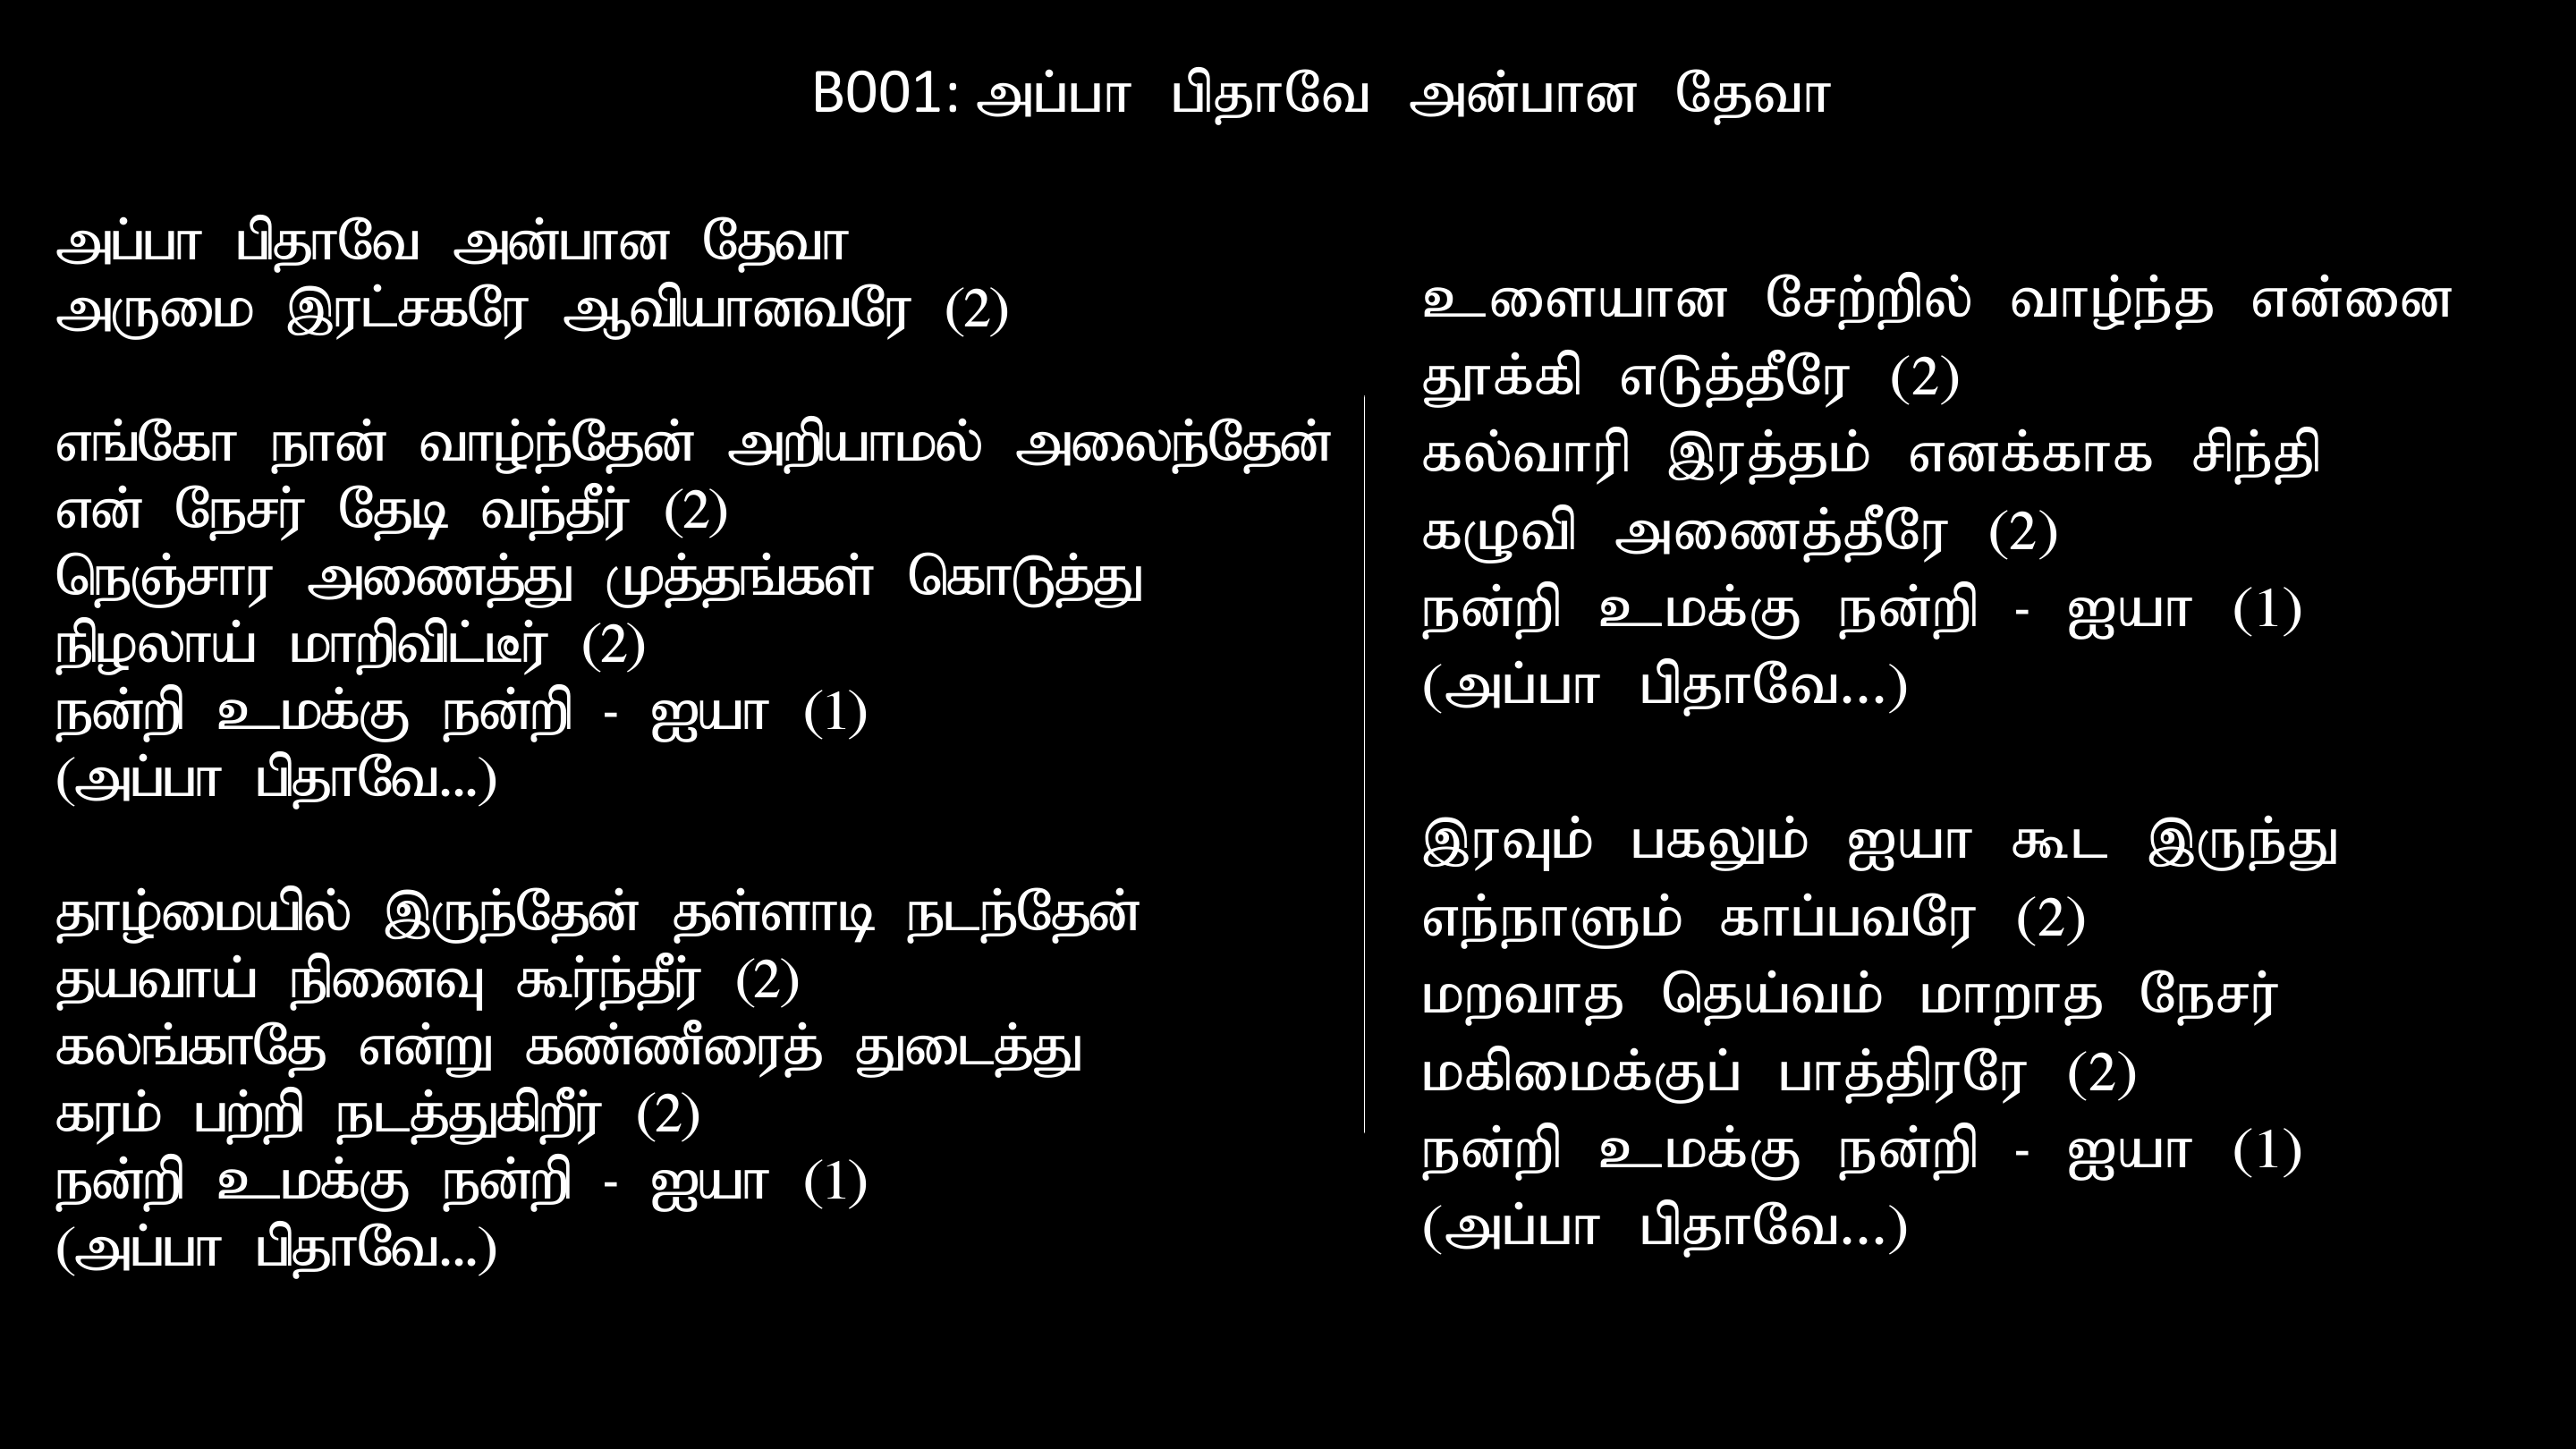 B001: அப்பா பிதாவே அன்பான தேவா
அப்பா பிதாவே அன்பான தேவா
அருமை இரட்சகரே ஆவியானவரே (2)
எங்கோ நான் வாழ்ந்தேன் அறியாமல் அலைந்தேன்
என் நேசர் தேடி வந்தீர் (2)
நெஞ்சார அணைத்து முத்தங்கள் கொடுத்து
நிழலாய் மாறிவிட்டீர் (2)
நன்றி உமக்கு நன்றி - ஐயா (1)
(அப்பா பிதாவே...)
தாழ்மையில் இருந்தேன் தள்ளாடி நடந்தேன்
தயவாய் நினைவு கூர்ந்தீர் (2)
கலங்காதே என்று கண்ணீரைத் துடைத்து
கரம் பற்றி நடத்துகிறீர் (2)
நன்றி உமக்கு நன்றி - ஐயா (1)
(அப்பா பிதாவே...)
உளையான சேற்றில் வாழ்ந்த என்னை
தூக்கி எடுத்தீரே (2)
கல்வாரி இரத்தம் எனக்காக சிந்தி
கழுவி அணைத்தீரே (2)
நன்றி உமக்கு நன்றி - ஐயா (1)
(அப்பா பிதாவே...)
இரவும் பகலும் ஐயா கூட இருந்து
எந்நாளும் காப்பவரே (2)
மறவாத தெய்வம் மாறாத நேசர்
மகிமைக்குப் பாத்திரரே (2)
நன்றி உமக்கு நன்றி - ஐயா (1)
(அப்பா பிதாவே...)